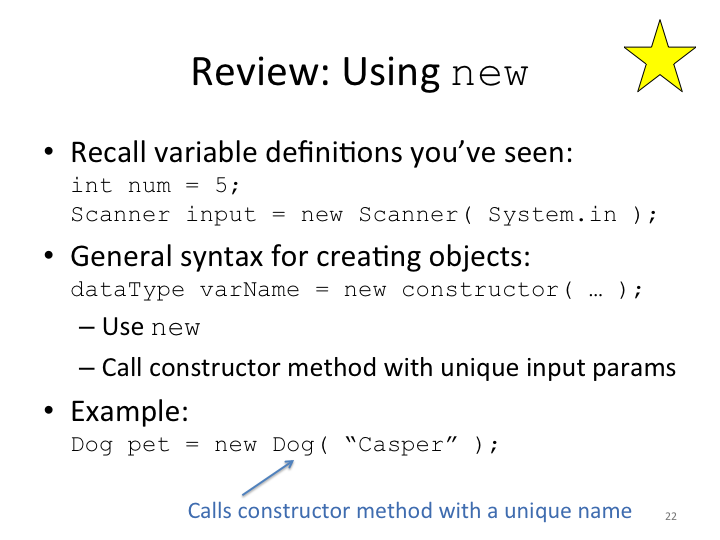 Review: Using new
• Recall variable definitions you’ve seen:
int num = 5;
Scanner input = new Scanner( System.in );
• General syntax for creating objects:
dataType varName = new constructor( … );
– Use new
– Call constructor method with unique input params
• Example:
Dog pet = new Dog( “Casper” );
Calls constructor method with a unique name
22